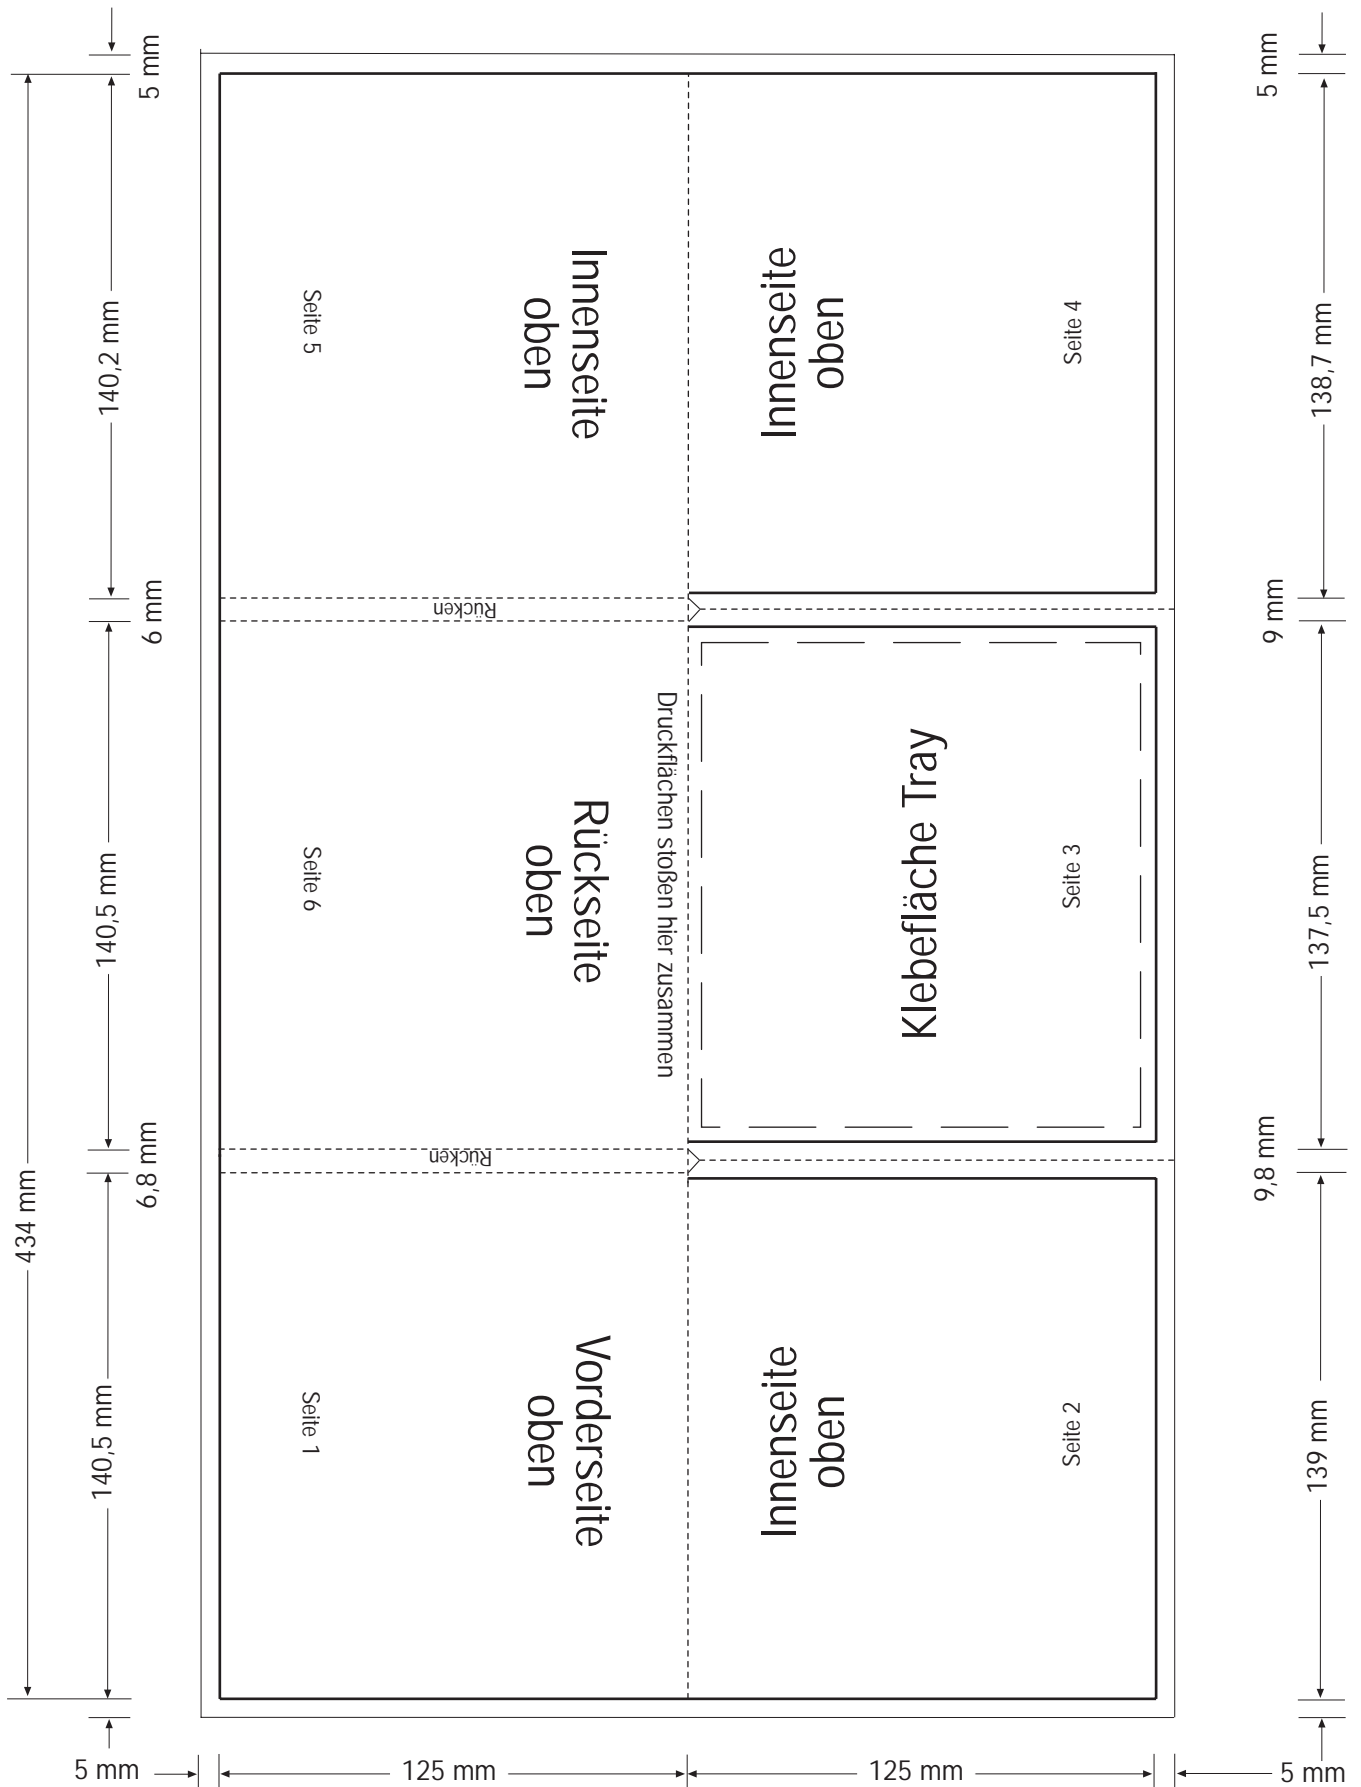 5 mm
140,2 mm
6 mm
140,5 mm
6,8 mm
140,5 mm
434 mm
5 mm
138,7 mm
9 mm
137,5 mm
9,8 mm
139 mm
Innenseite
oben
Seite 5
Innenseite
oben
Seite 4
Rücken
Rückseite
oben
Seite 6
Druckflächen stoßen hier zusammen
Klebefläche Tray
Seite 3
Rücken
Vorderseite
oben
Seite 1
Innenseite
oben
Seite 2
5 mm
125 mm
125 mm
5 mm